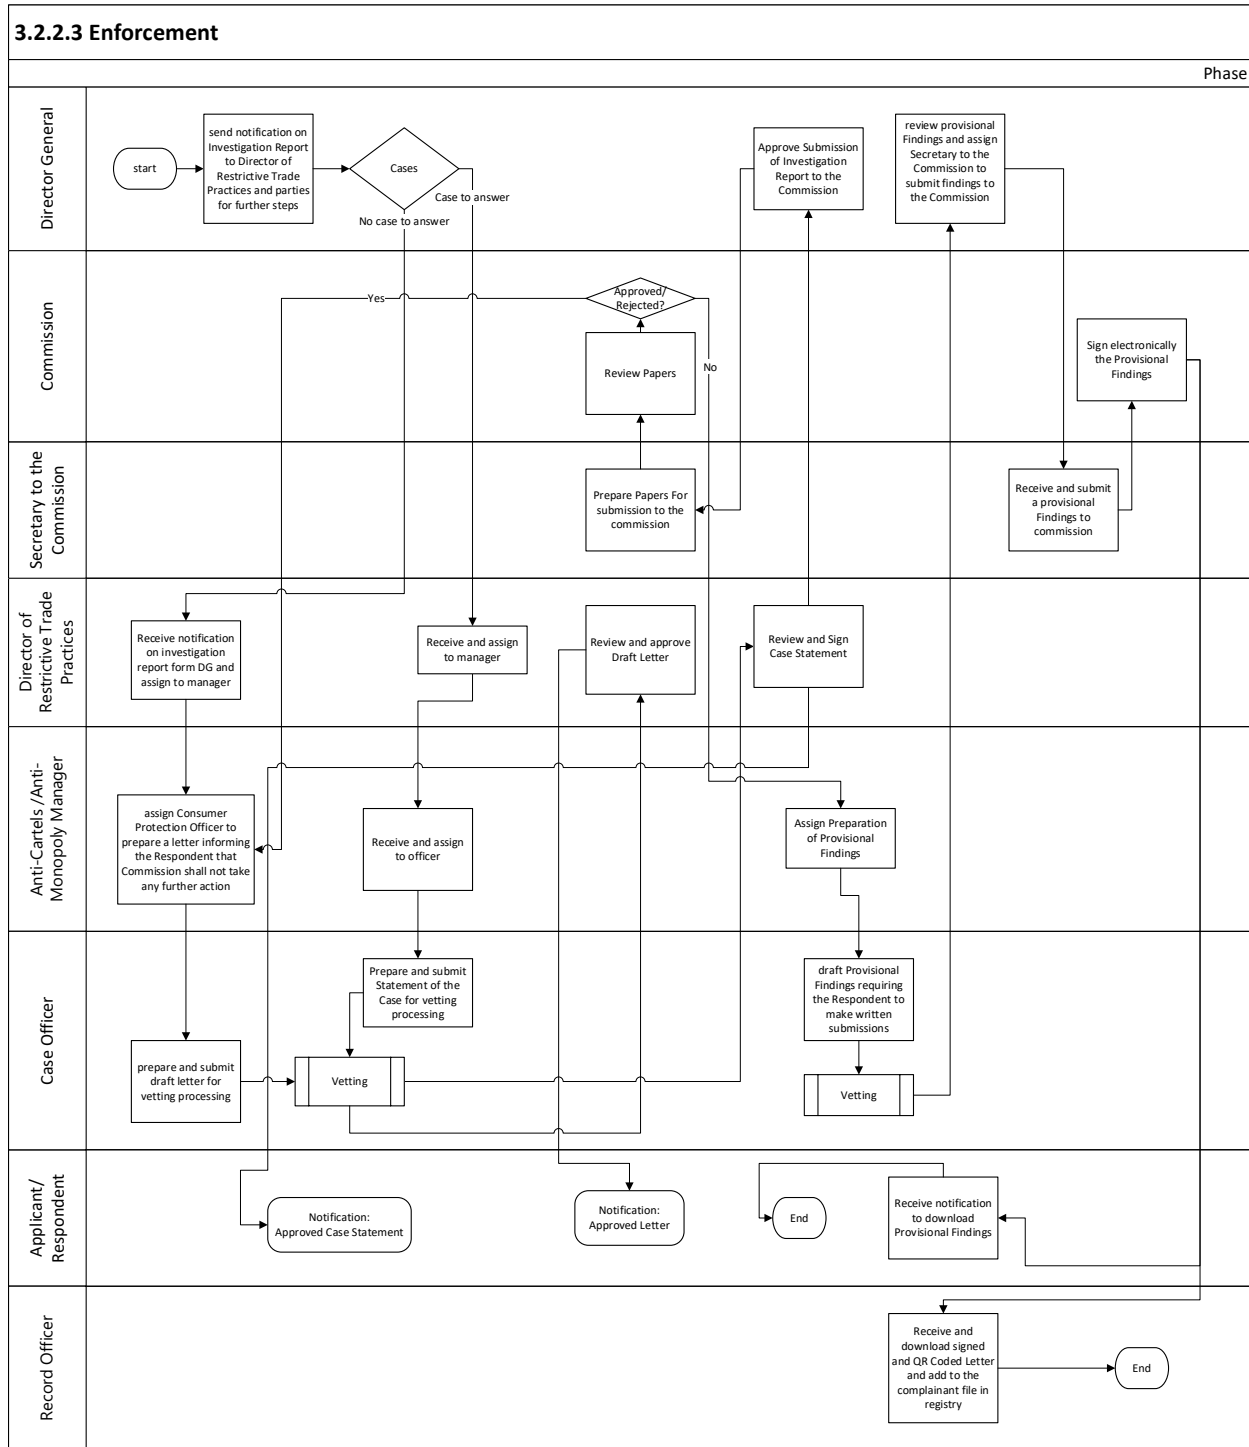 3.2.2.3 Enforcement
Phase
Director General
start
send notification on
Investigation Report
to Director of
Restrictive Trade
Practices and parties
for further steps
Cases
Case to answer
No case to answer
Approve Submission
of Investigation
Report to the
Commission
review provisional
Findings and assign
Secretary to the
Commission to
submit findings to
the Commission
Commission
Yes
Approved/
Rejected?
No
Review Papers
Sign electronically
the Provisional
Findings
Secretary to the
Commission
Prepare Papers For
submission to the
commission
Receive and submit
a provisional
Findings to
commission
Director of
Restrictive Trade
Practices
Receive notification
on investigation
report form DG and
assign to manager
Receive and assign
to manager
Review and approve
Draft Letter
Review and Sign
Case Statement
Anti-Cartels /Anti-
Monopoly Manager
assign Consumer
Protection Officer to
prepare a letter informing
the Respondent that
Commission shall not take
any further action
Receive and assign
to officer
Assign Preparation
of Provisional
Findings
Case Officer
Prepare and submit
Statement of the
Case for vetting
processing
draft Provisional
Findings requiring
the Respondent to
make written
submissions
prepare and submit
draft letter for
vetting processing
Vetting
Vetting
Applicant/
Respondent
Notification:
Approved Case Statement
Notification:
Approved Letter
End
Receive notification
to download
Provisional Findings
Record Officer
Receive and
download signed
and QR Coded Letter
and add to the
complainant file in
registry
End